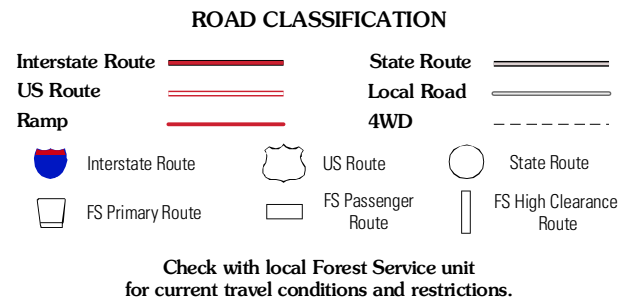 ROAD CLASSIFICATION
Interstate Route
State Route
US Route
Local Road
Ramp
4WD
Interstate Route
US Route
State Route
FS Primary Route
FS Passenger
Route
FS High Clearance
Route
Check with local Forest Service unit
for current travel conditions and restrictions.